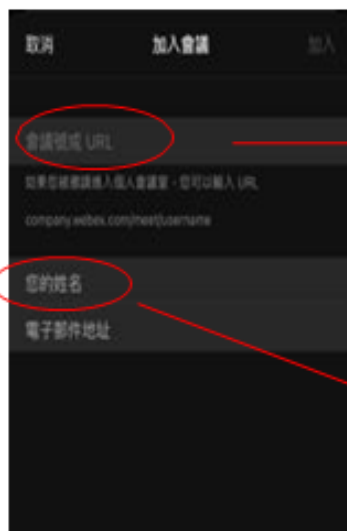 取消 加入會議 加入
會議號或 URL
如果您被邀請進入個人會議室，您可以輸入 URL
company.webex.com/meet/username
您的姓名
電子郵件地址